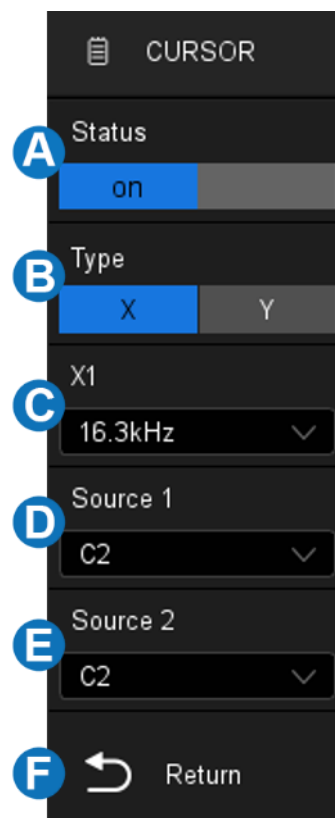 CURSOR
A
Status
on
B
Type
X Y
X1
C
16.3kHz
Source 1
D
C2
Source 2
E
C2
F Return